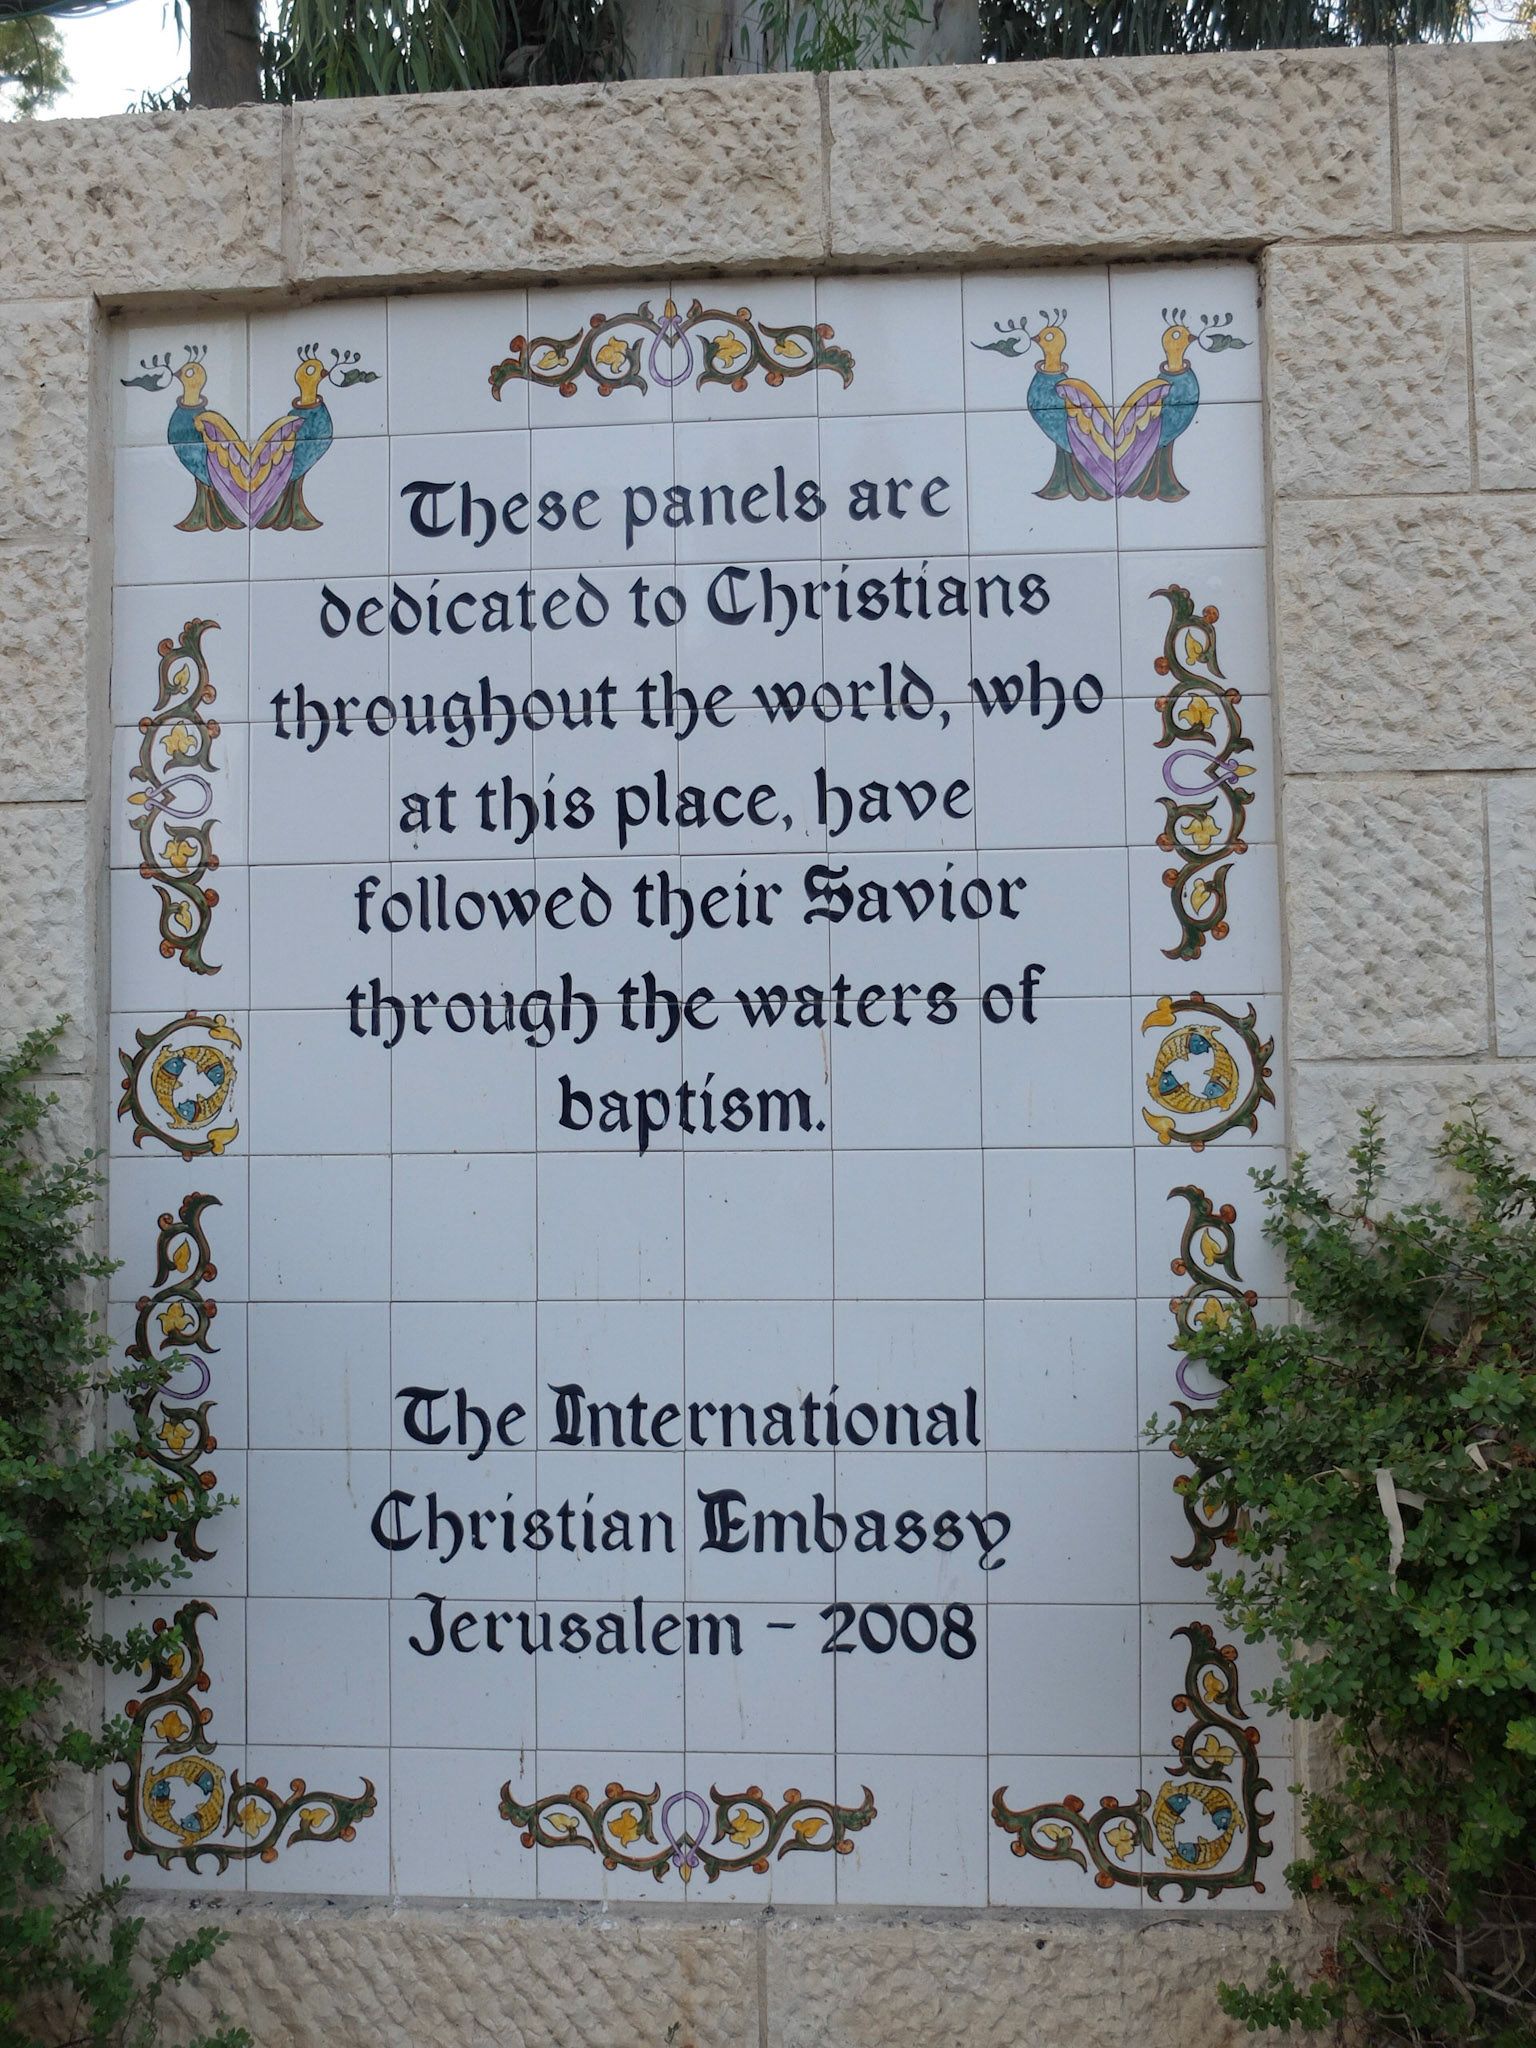 These panels are
dedicated to Christians
throughout the world, who
at this place, have
followed their Savior
through the waters of
baptism.
The International
Christian Embassy
Jerusalem - 2008